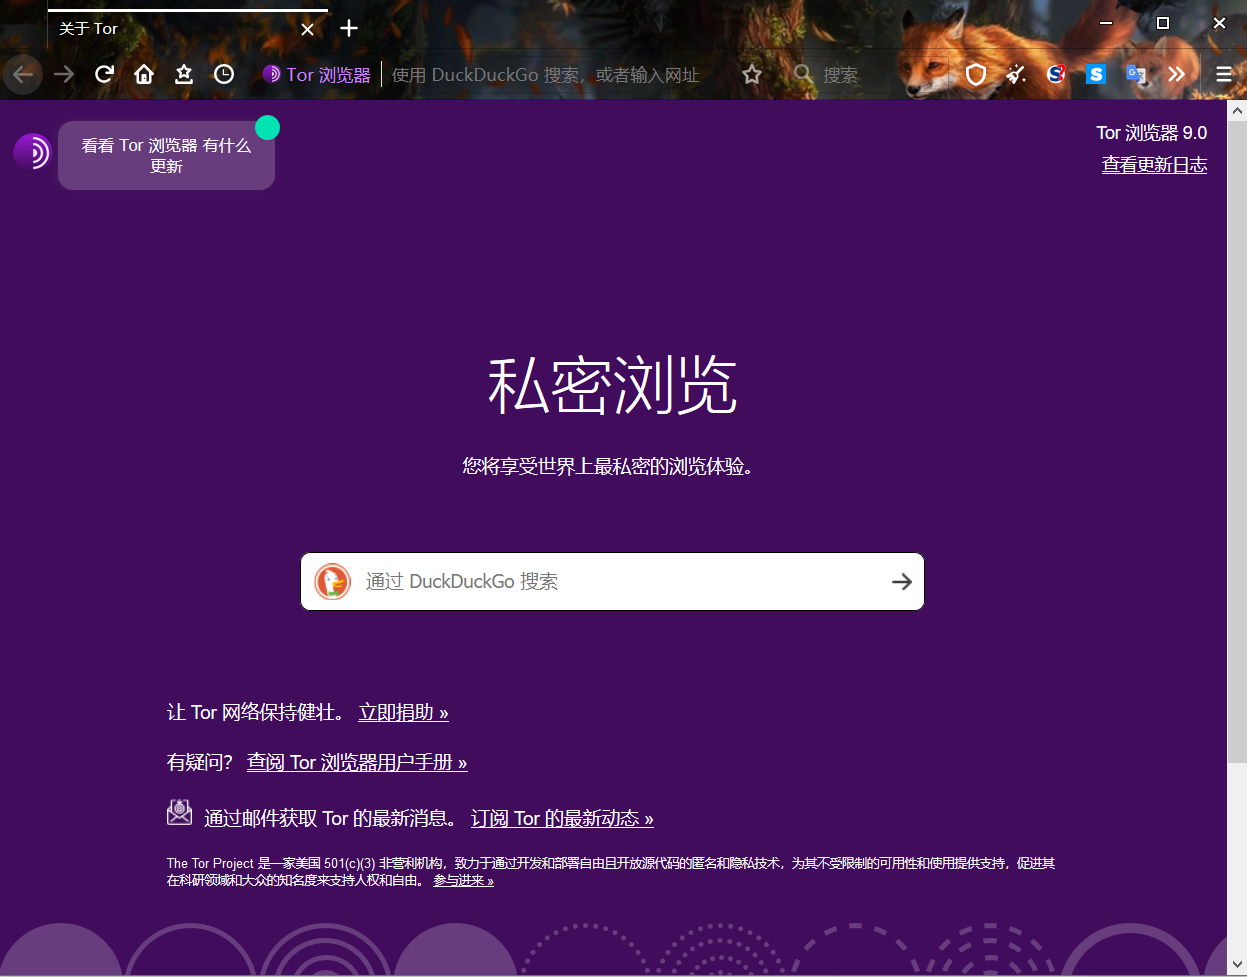 关于 Tor
Tor 浏览器
使用 DuckDuckGo 搜索，或者输入网址
搜索
看看 Tor 浏览器 有什么
更新
Tor 浏览器 9.0
查看更新日志
私密浏览
您将享受世界上最私密的浏览体验。
通过 DuckDuckGo 搜索
让 Tor 网络保持健壮。 立即捐助 »
有疑问？ 查阅 Tor 浏览器用户手册 »
通过邮件获取 Tor 的最新消息。 订阅 Tor 的最新动态 »
The Tor Project 是一家美国 501(c)(3) 非营利机构，致力于通过开发和部署自由且开放源代码的匿名和隐私技术，为其不受限制的可用性和使用提供支持，促进其
在科研领域和大众的知名度来支持人权和自由。 参与进来 »